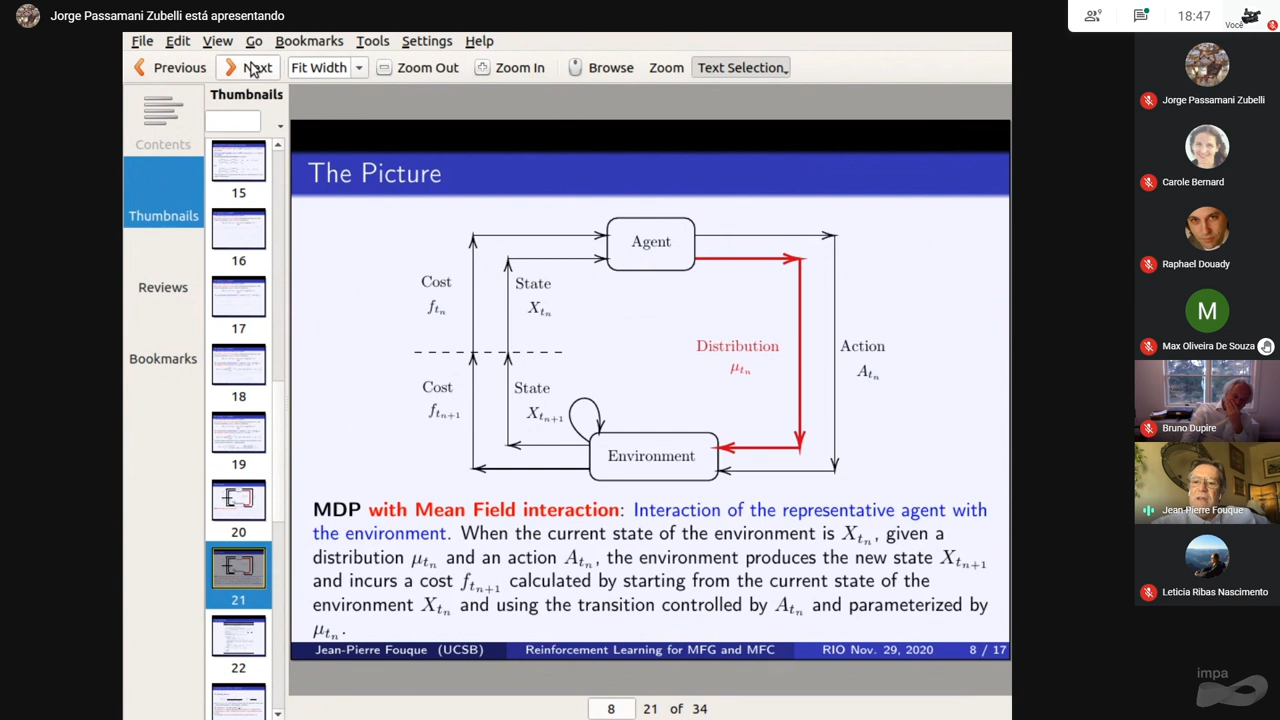 Jorge Passamani Zubelli está apresentando
9
18:47
Você
File Edit View Go Bookmarks Tools Settings Help
Previous Next Fit Width Zoom Out Zoom In Browse Zoom Text Selection
Contents
Thumbnails
Reviews
Bookmarks
Thumbnails
15
16
17
18
19
20
21
22
The Picture
Agent
Cost
f_{t_n}
State
X_{t_n}
Distribution
μ_{t_n}
Action
A_{t_n}
Cost
f_{t_{n+1}}
State
X_{t_{n+1}}
Environment
MDP with Mean Field interaction: Interaction of the representative agent with
the environment. When the current state of the environment is X_{t_n}, given a
distribution μ_{t_n} and an action A_{t_n}, the environment produces the new state X_{t_{n+1}}
and incurs a cost f_{t_{n+1}} calculated by starting from the current state of the
environment X_{t_n} and using the transition controlled by A_{t_n} and parameterized by
μ_{t_n}.
Jean-Pierre Fouque (UCSB) Reinforcement Learning for MFG and MFC RIO Nov. 29, 2020 8 / 17
8 21 of 34
Jorge Passamani Zubelli
Carole Bernard
Raphael Douady
M
Max Oliveira De Souza
Bruno Dupire
Jean-Pierre Fouque
Leticia Ribas Nascimento
impa